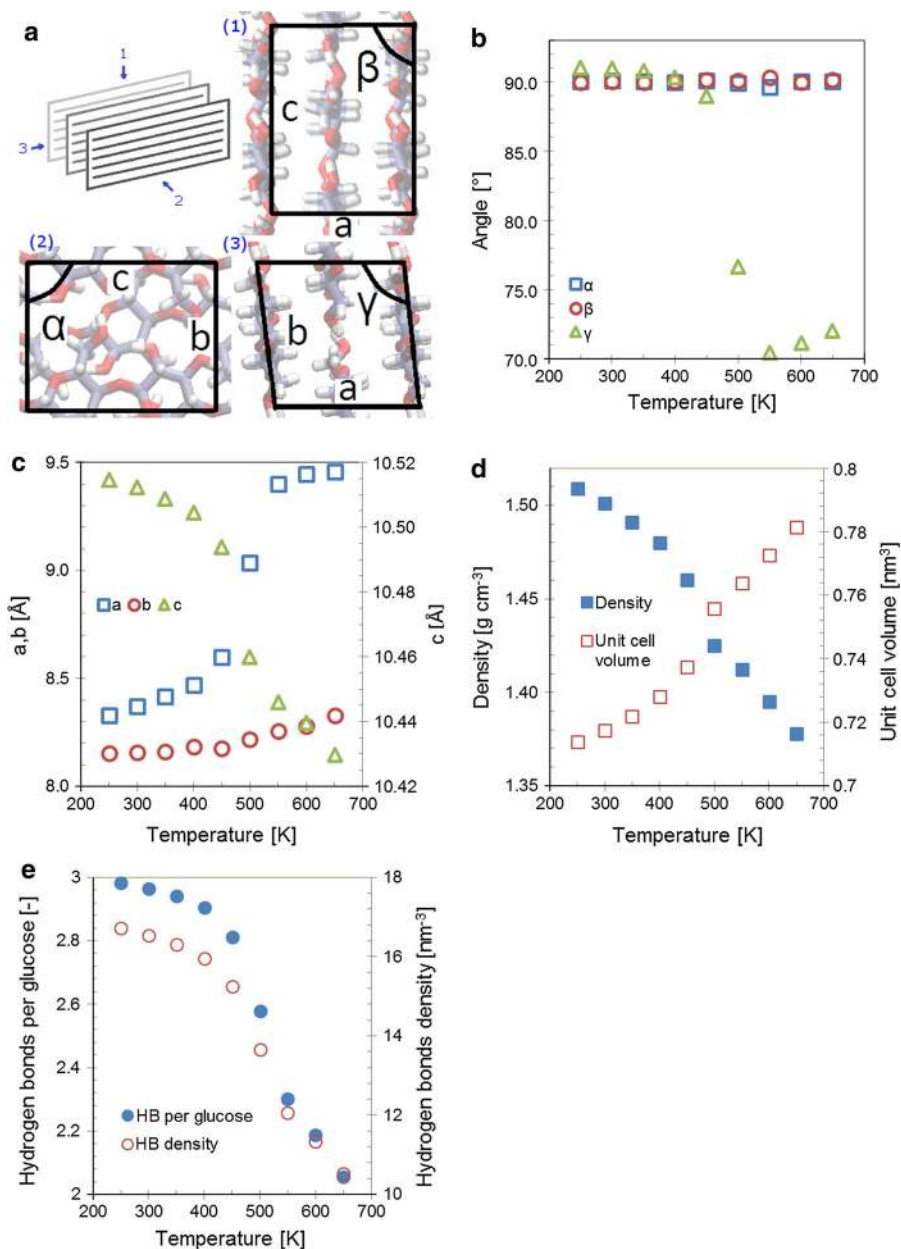 a
1
3
2
(1)
β
c
a
(2)
c
α
b
(3)
γ
b
a
b
90.0
85.0
80.0
75.0
70.0
Angle [°]
α
β
γ
200 300 400 500 600 700
Temperature [K]
c
9.5
9.0
8.5
8.0
a,b [Å]
a b c
10.52
10.50
10.48
10.46
10.44
10.42
c [Å]
200 300 400 500 600 700
Temperature [K]
d
1.50
1.45
1.40
1.35
Density [g cm-3]
Density
Unit cell
volume
0.8
0.78
0.76
0.74
0.72
0.7
Unit cell volume [nm3]
200 300 400 500 600 700
Temperature [K]
e
3
2.8
2.6
2.4
2.2
2
Hydrogen bonds per glucose [-]
HB per glucose
HB density
18
16
14
12
10
Hydrogen bonds density [nm-3]
200 300 400 500 600 700
Temperature [K]